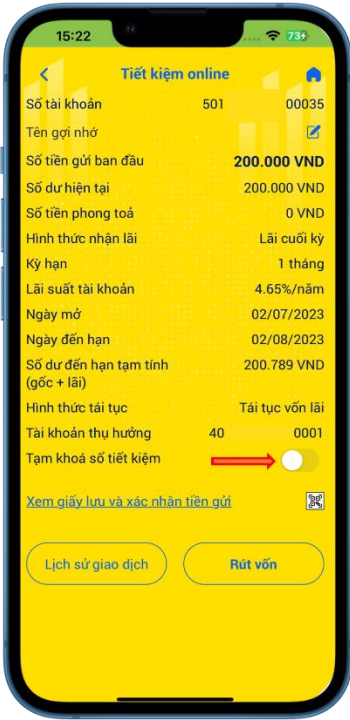 15:22
73
Tiết kiệm online
Số tài khoản 501 00035
Tên gợi nhớ
Số tiền gửi ban đầu 200.000 VND
Số dư hiện tại 200.000 VND
Số tiền phong toả 0 VND
Hình thức nhận lãi Lãi cuối kỳ
Kỳ hạn 1 tháng
Lãi suất tài khoản 4.65%/năm
Ngày mở 02/07/2023
Ngày đến hạn 02/08/2023
Số dư đến hạn tạm tính 200.789 VND
(gốc + lãi)
Hình thức tái tục Tái tục vốn lãi
Tài khoản thụ hưởng 40 0001
Tạm khoá số tiết kiệm
Xem giấy lưu và xác nhận tiền gửi
Lịch sử giao dịch Rút vốn